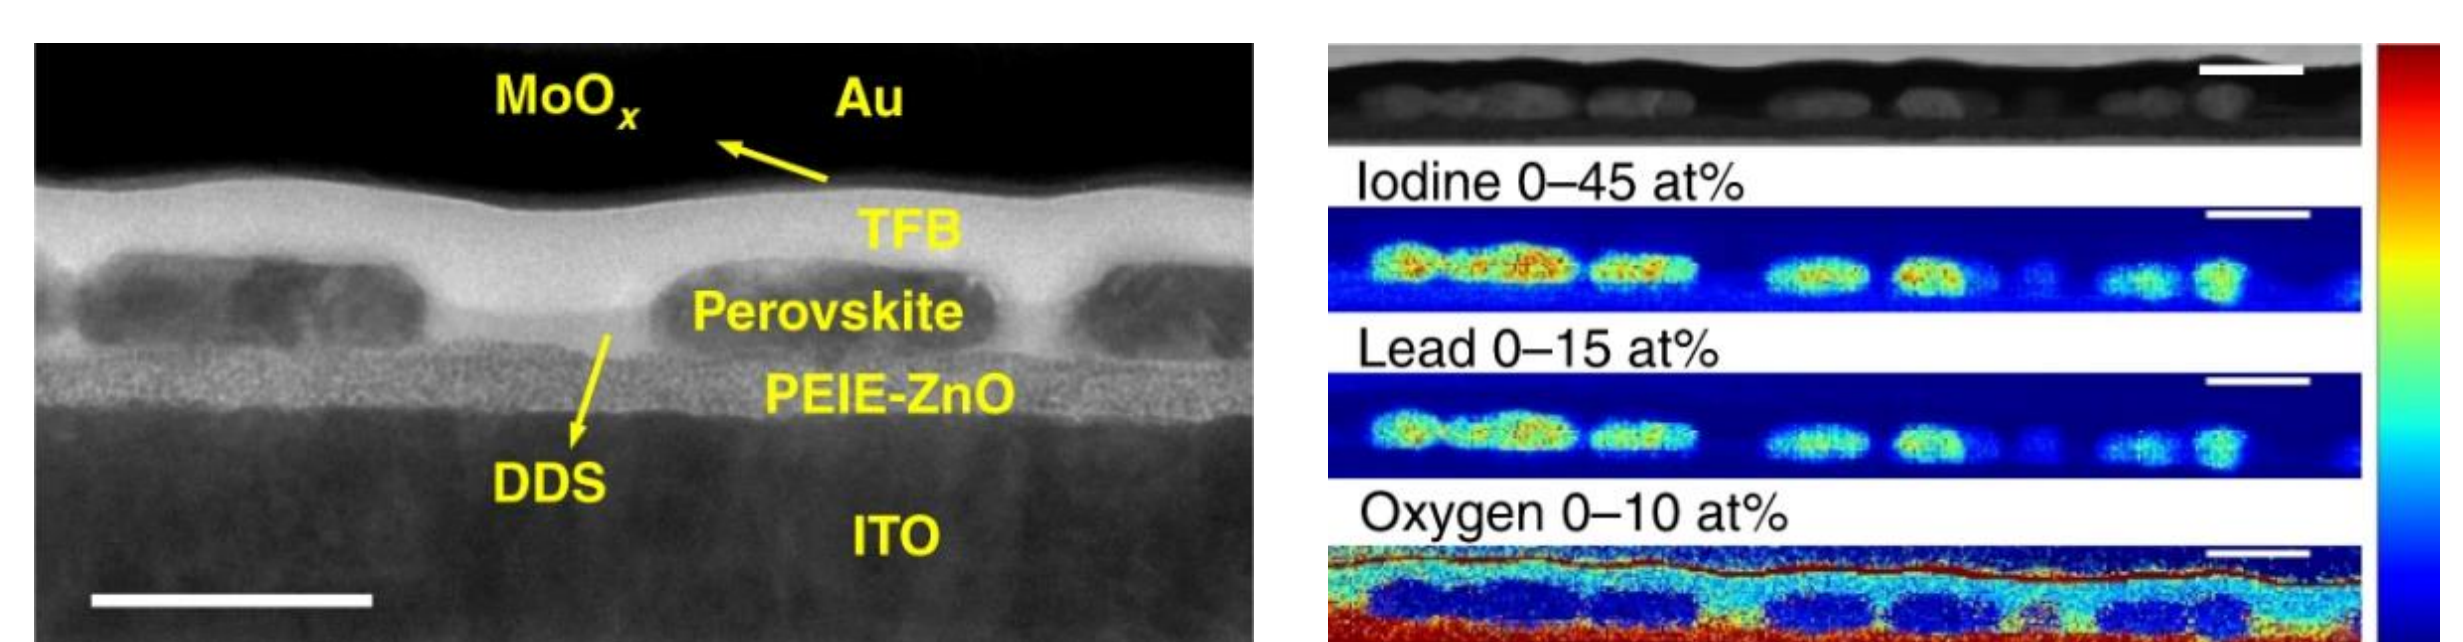 MoOx
Au
TFB
Perovskite
PEIE-ZnO
DDS
ITO
Iodine 0–45 at%
Lead 0–15 at%
Oxygen 0–10 at%